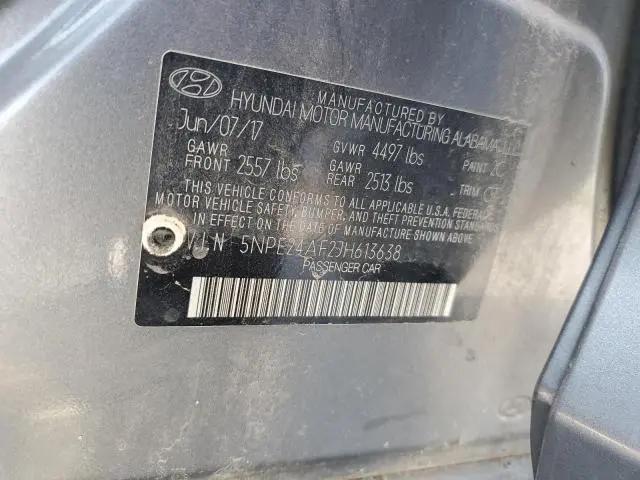 MANUFACTURED BY
HYUNDAI MOTOR MANUFACTURING ALABAMA,
Jun/07/17
GVWR 4497 lbs
GAWR FRONT 2557 lbs
GAWR REAR 2513 lbs
PAINT
TRIM
THIS VEHICLE CONFORMS TO ALL APPLICABLE U.S.A. FEDERAL
MOTOR VEHICLE SAFETY, BUMPER, AND THEFT PREVENTION STANDARDS
IN EFFECT ON THE DATE OF MANUFACTURE SHOWN ABOVE.
V I N 5NPE24AF2JH613638
PASSENGER CAR